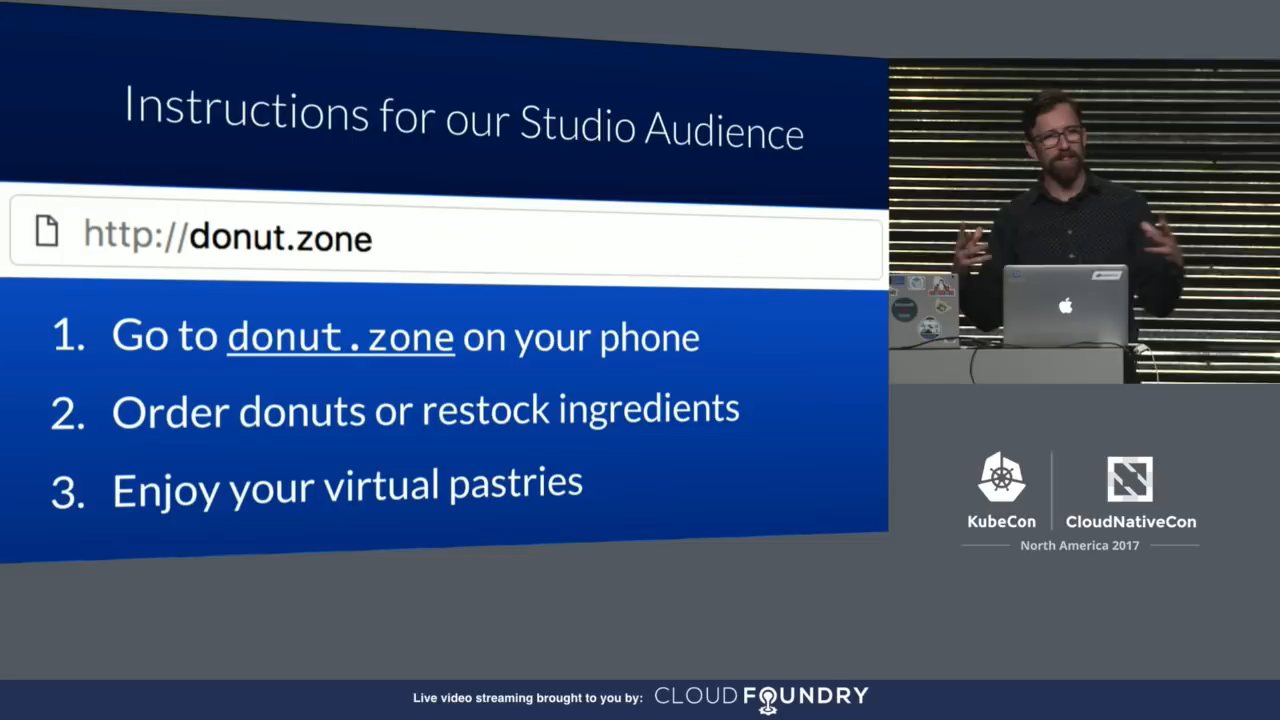 Instructions for our Studio Audience
http://donut.zone
1. Go to donut.zone on your phone
2. Order donuts or restock ingredients
3. Enjoy your virtual pastries
KubeCon
CloudNativeCon
North America 2017
Live video streaming brought to you by: CLOUD FOUNDRY